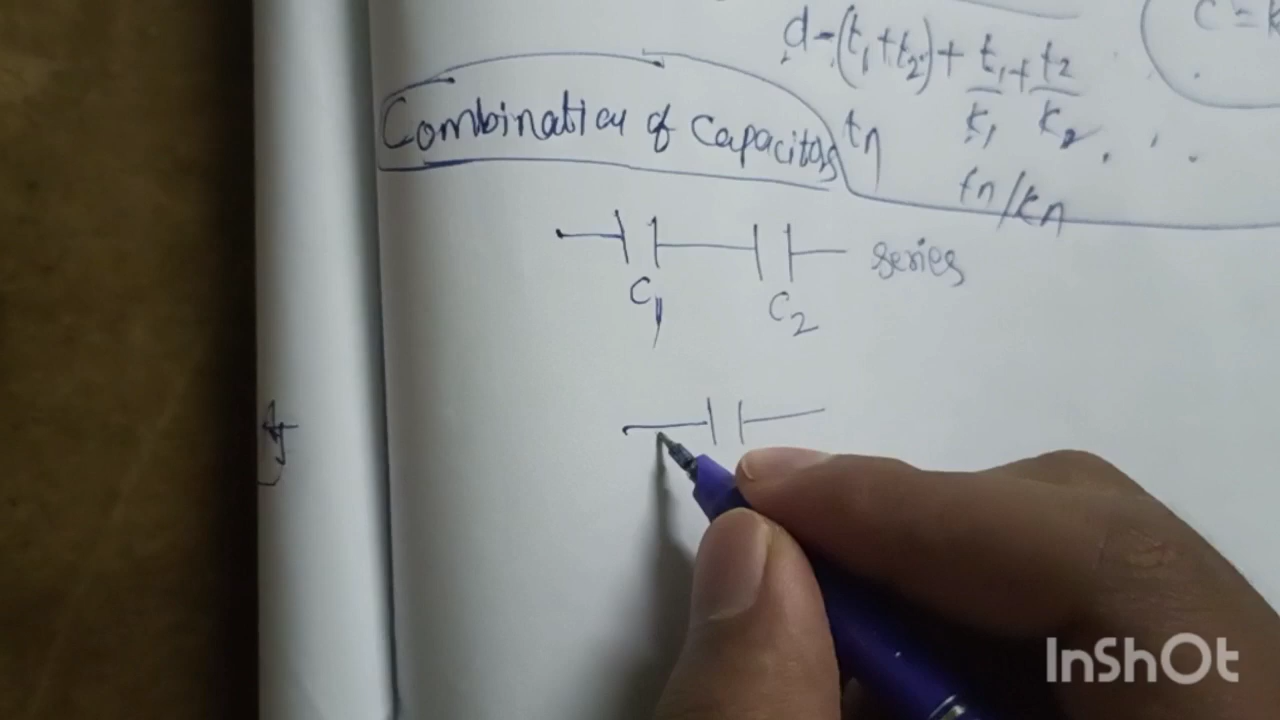 C = K
d-(t₁+t₂)+ t₁/K₁ + t₂/K₂ . . .
tn tn/Kn
Combination of Capacitors
series
C₁ C₂
InShOt